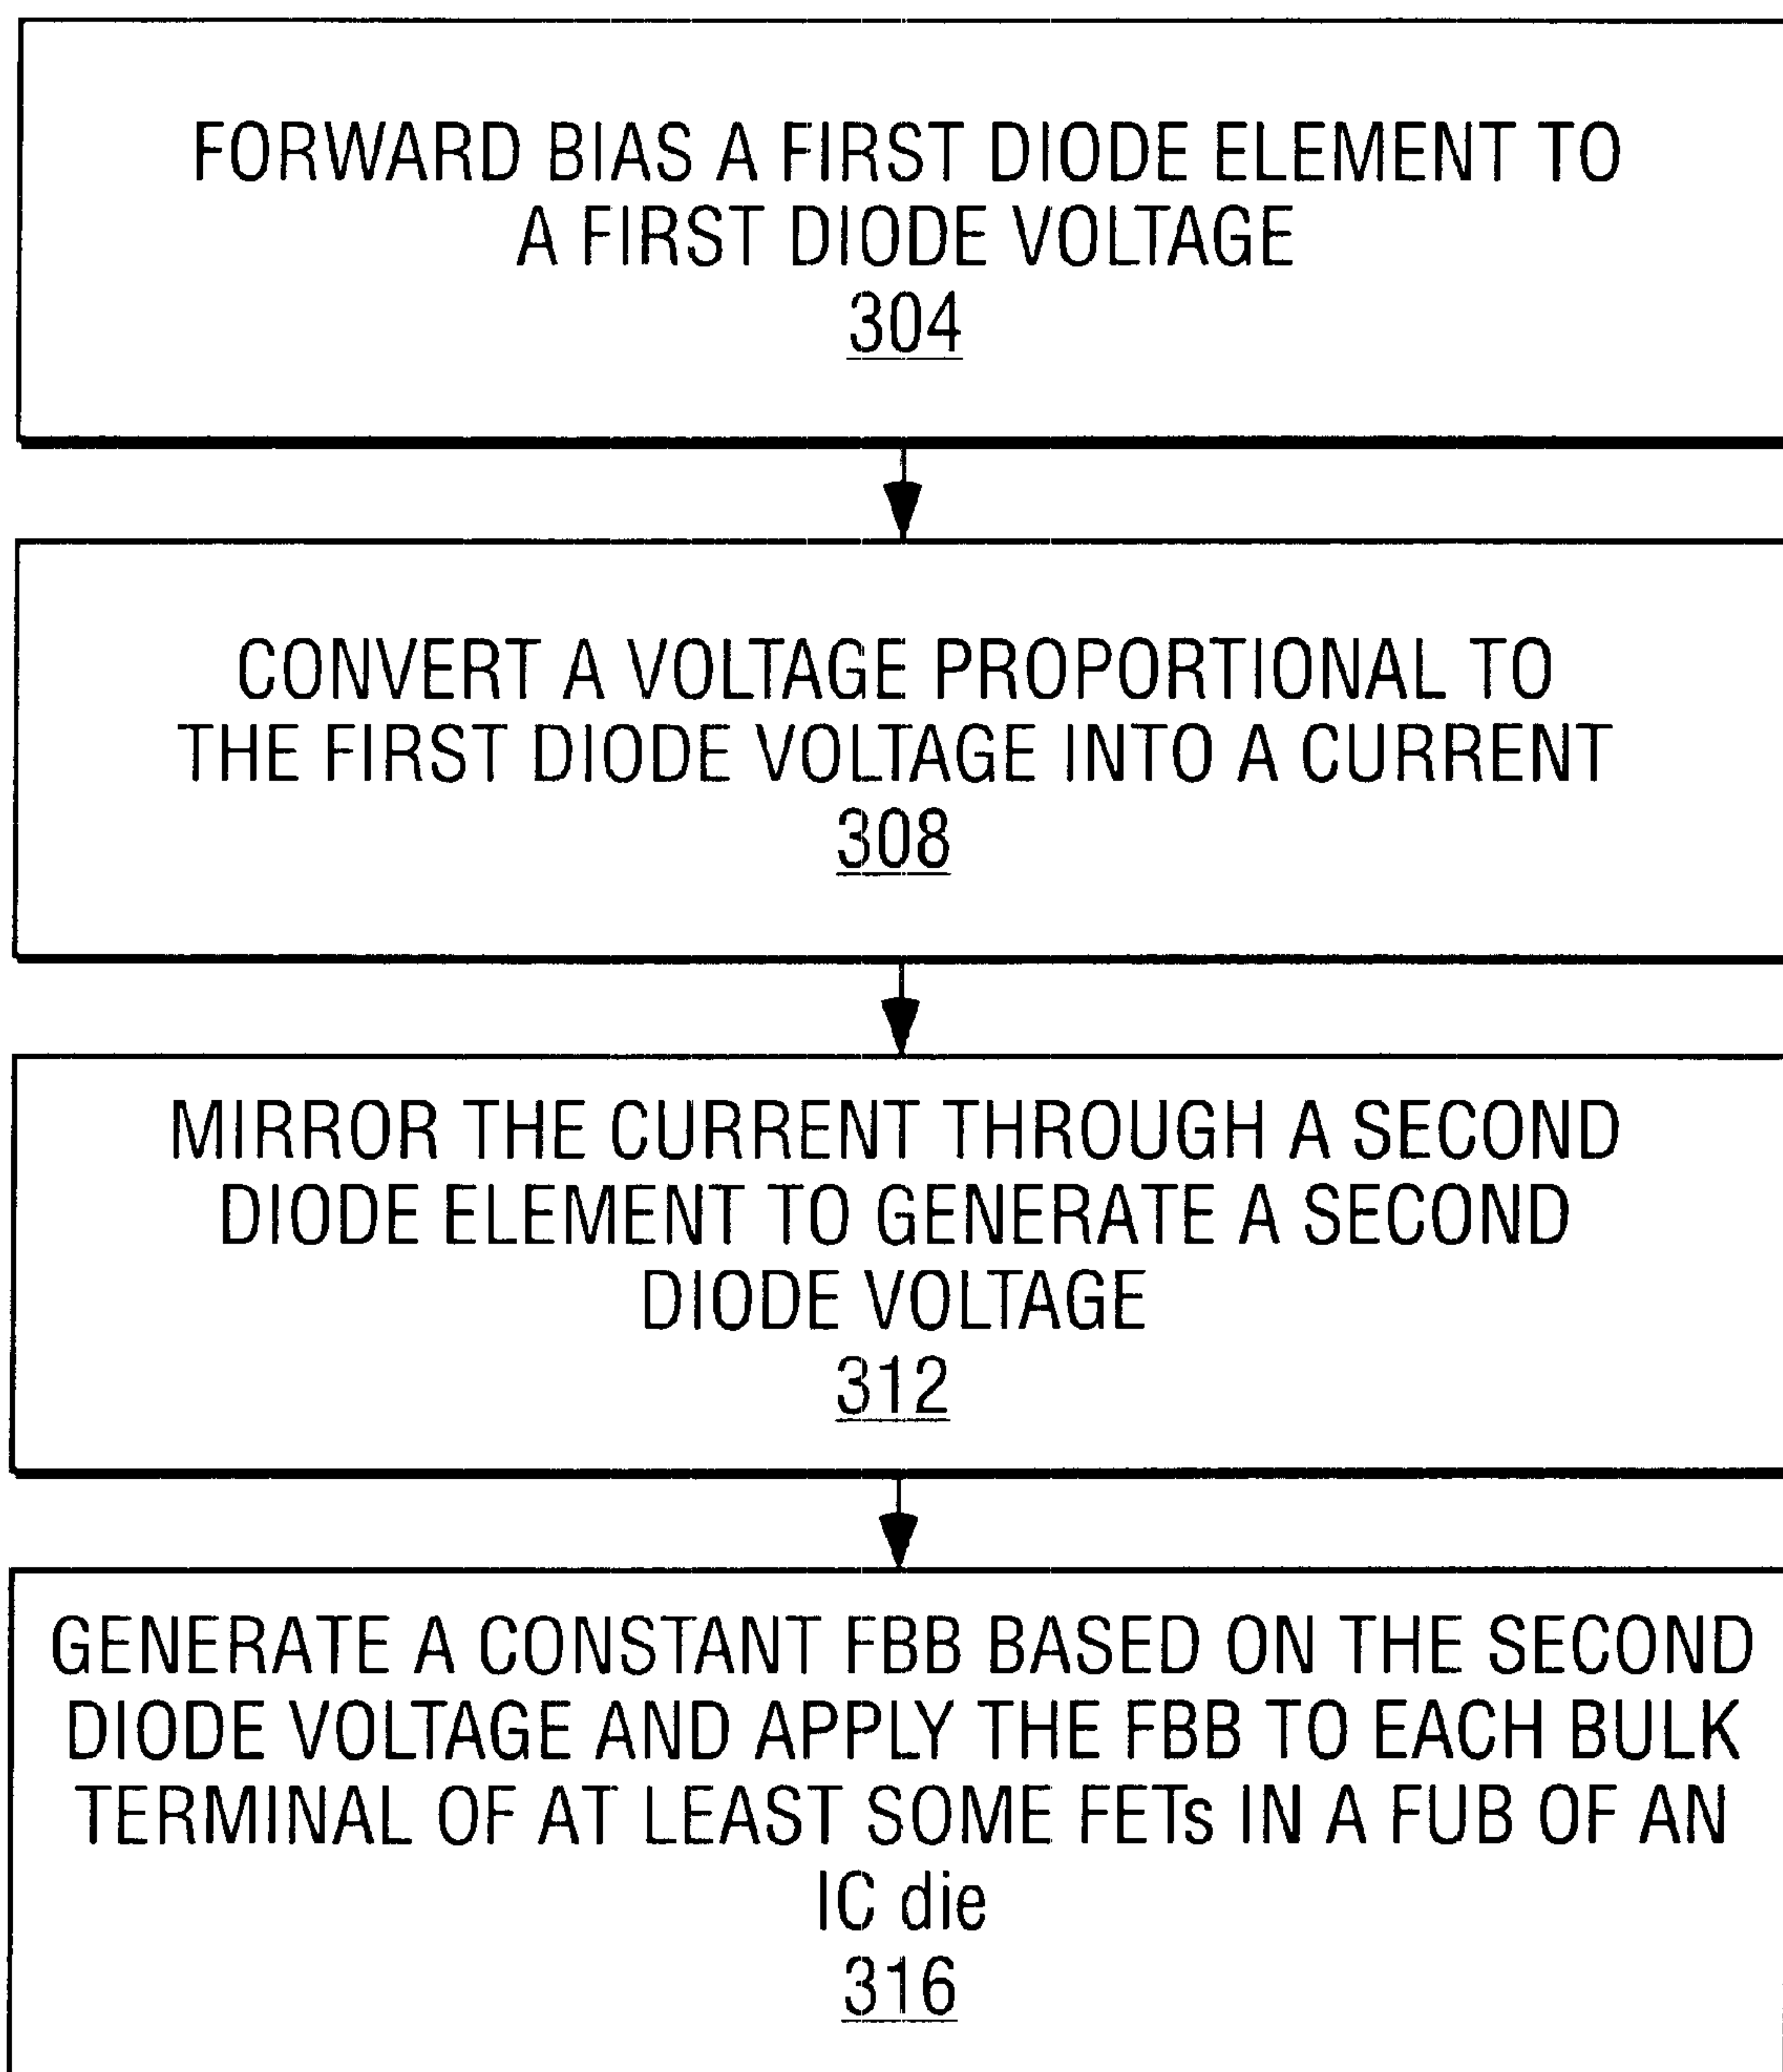 FORWARD BIAS A FIRST DIODE ELEMENT TO
A FIRST DIODE VOLTAGE
304
CONVERT A VOLTAGE PROPORTIONAL TO
THE FIRST DIODE VOLTAGE INTO A CURRENT
308
MIRROR THE CURRENT THROUGH A SECOND
DIODE ELEMENT TO GENERATE A SECOND
DIODE VOLTAGE
312
GENERATE A CONSTANT FBB BASED ON THE SECOND
DIODE VOLTAGE AND APPLY THE FBB TO EACH BULK
TERMINAL OF AT LEAST SOME FETs IN A FUB OF AN
IC die
316